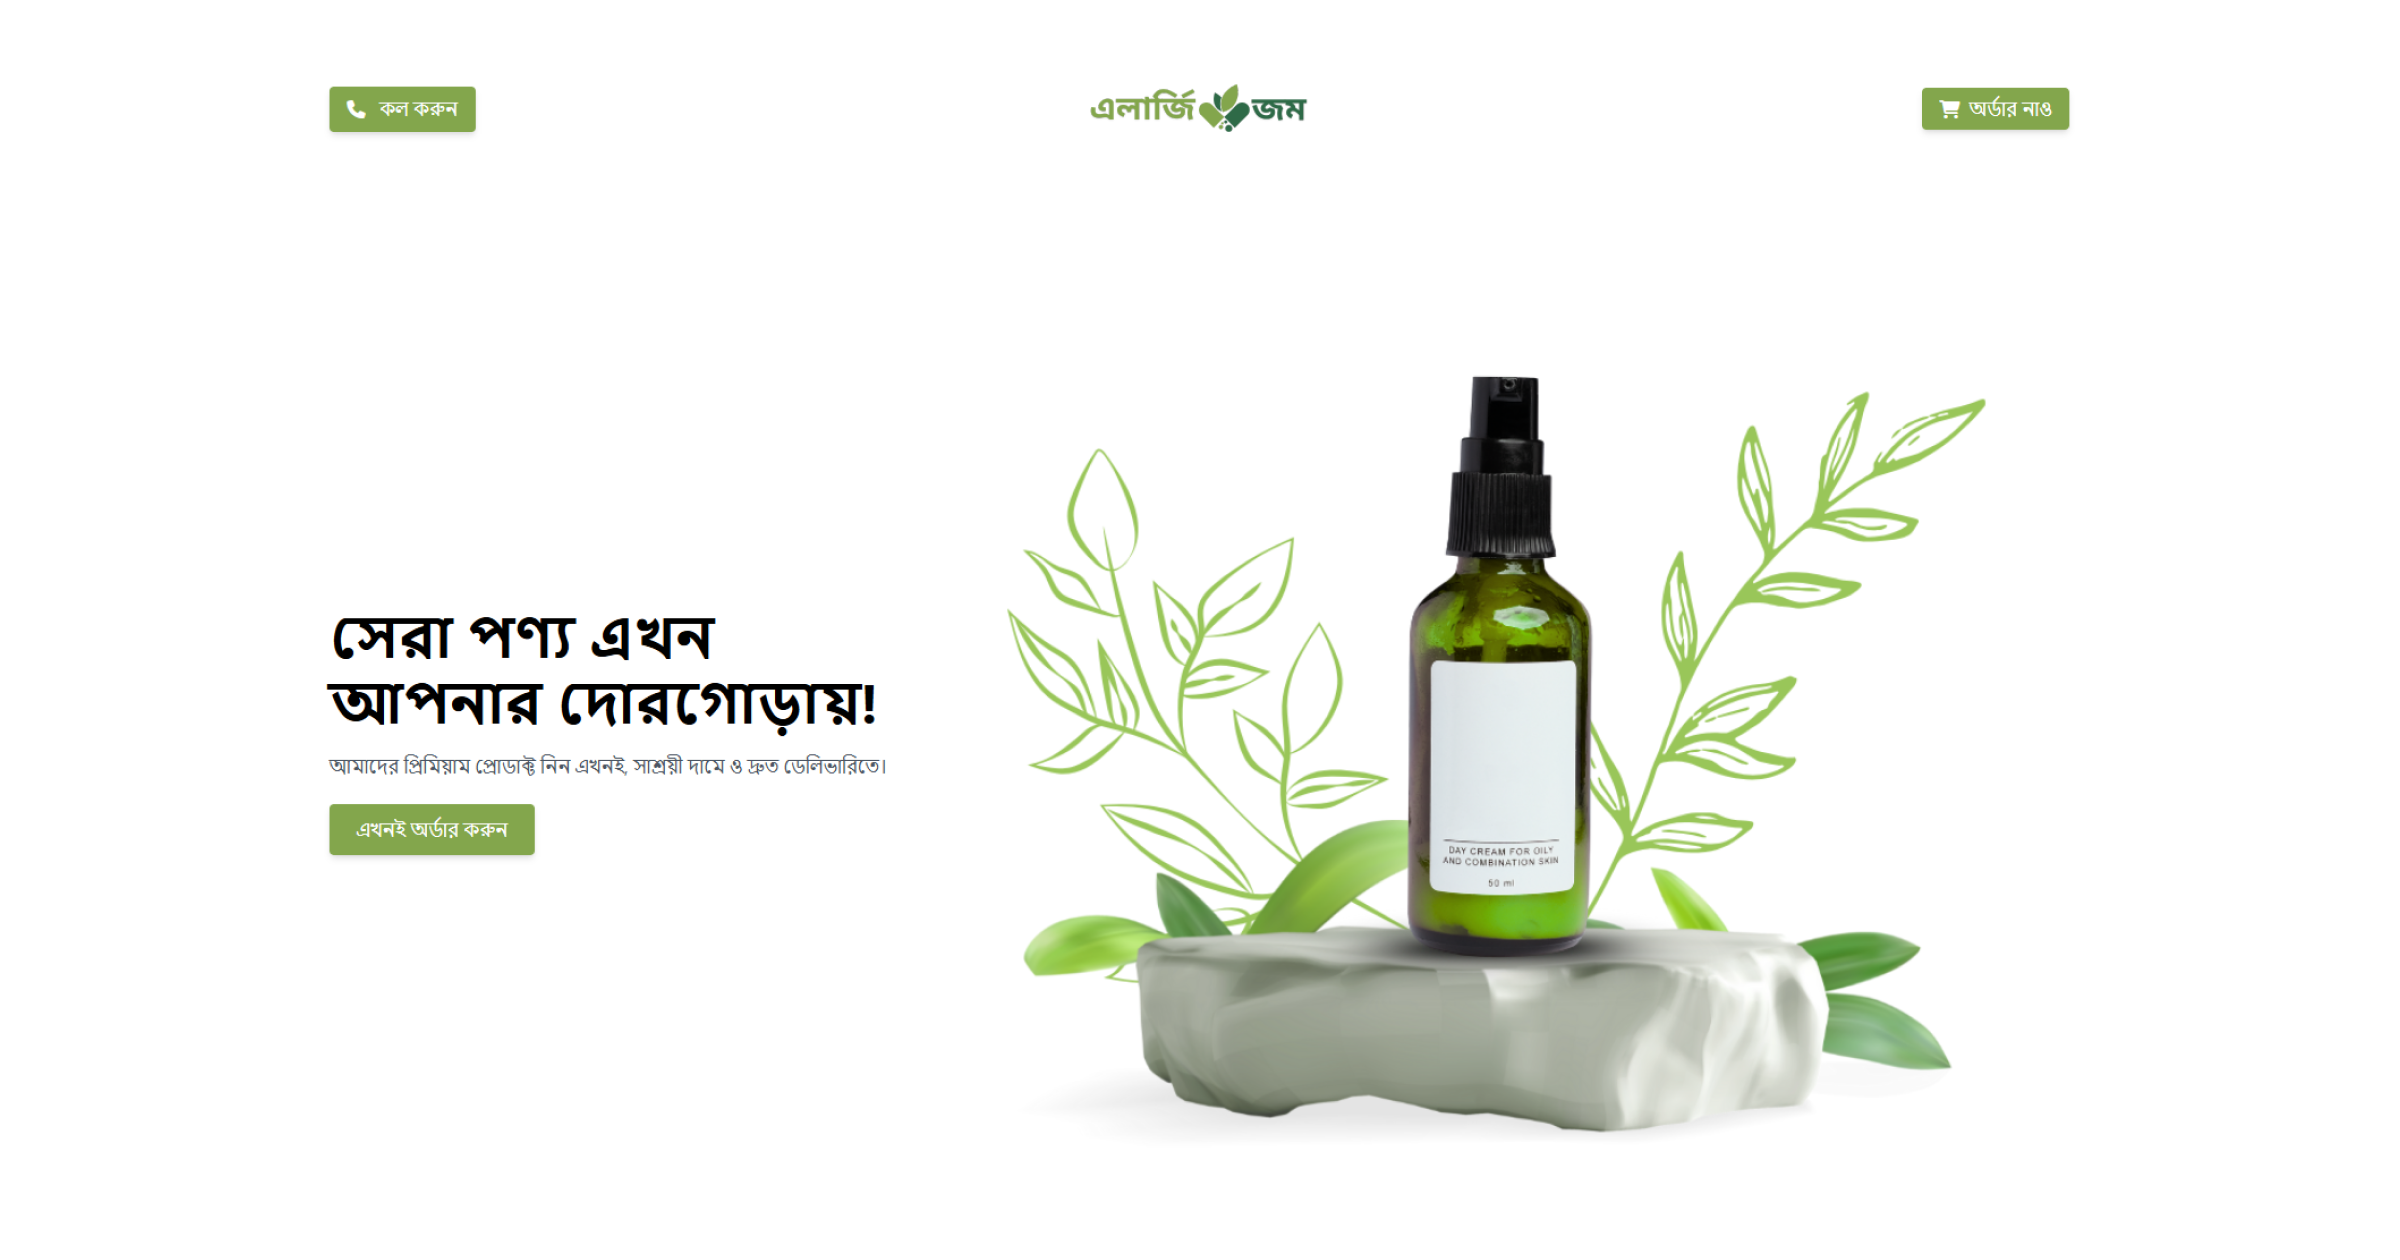 কল করুন
এলার্জি জম
অর্ডার নাও
সেরা পণ্য এখন
আপনার দোরগোড়ায়!
আমাদের প্রিমিয়াম প্রোডাক্ট নিন এখনই, সাশ্রয়ী দামে ও দ্রুত ডেলিভারিতে।
এখনই অর্ডার করুন
DAY CREAM FOR OILY
AND COMBINATION SKIN
50 ml